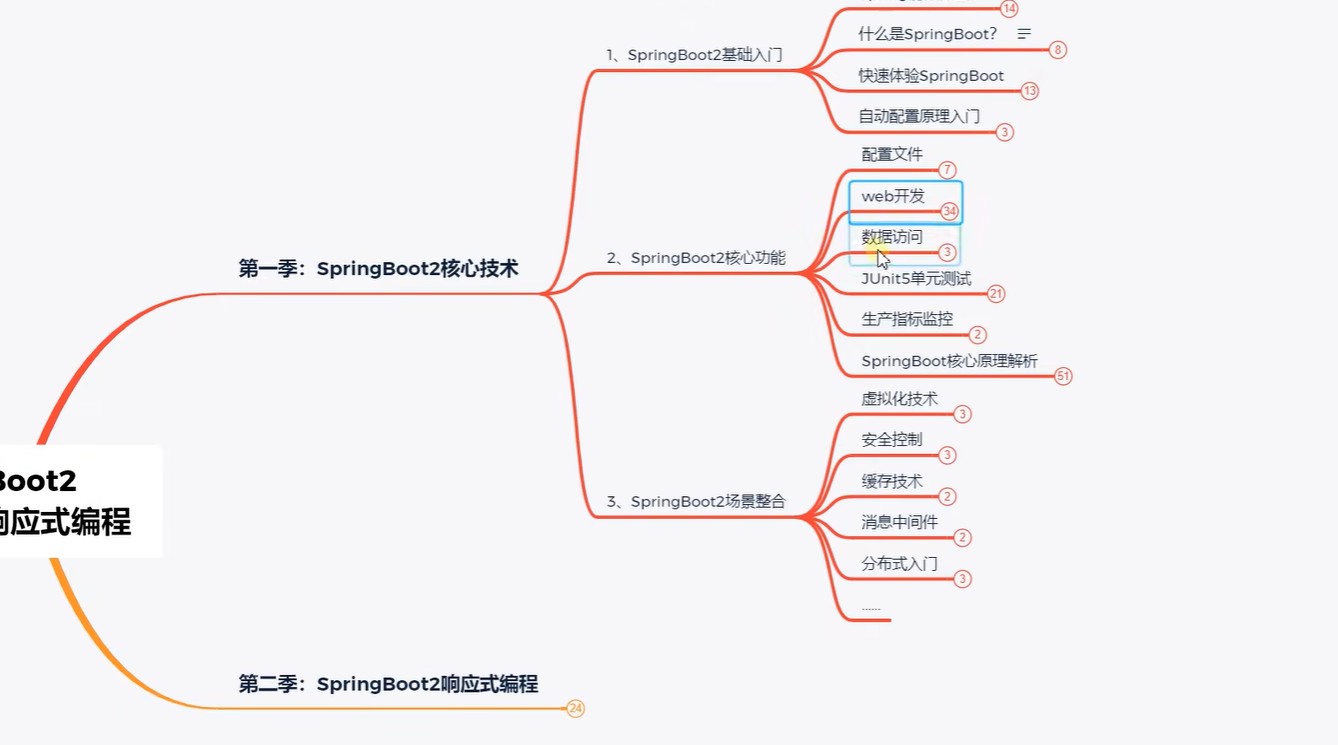 14
什么是SpringBoot?
8
1、SpringBoot2基础入门
快速体验SpringBoot
13
自动配置原理入门
3
配置文件
7
web开发
34
数据访问
3
2、SpringBoot2核心功能
第一季：SpringBoot2核心技术
JUnit5单元测试
21
生产指标监控
2
SpringBoot核心原理解析
51
虚拟化技术
3
安全控制
3
缓存技术
2
3、SpringBoot2场景整合
消息中间件
2
分布式入门
3
......
Boot2
响应式编程
第二季：SpringBoot2响应式编程
24